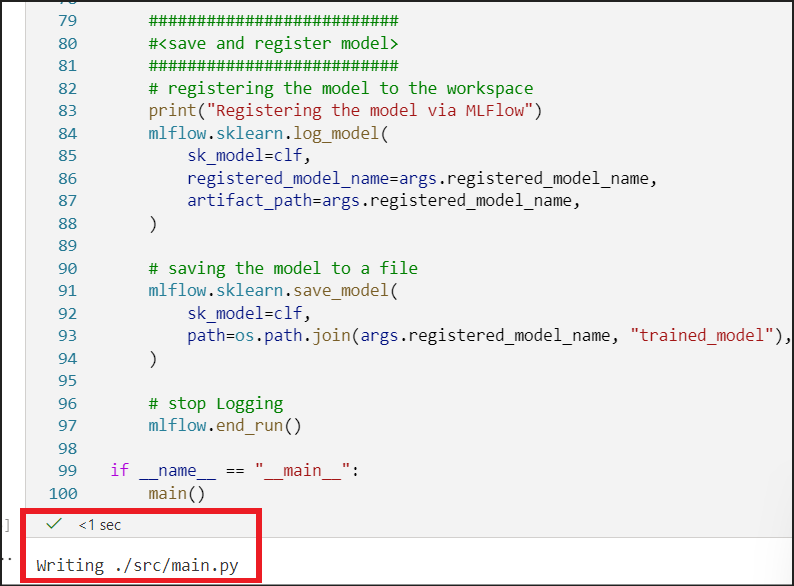 79 ##########################
80 #<save and register model>
81 ##########################
82 # registering the model to the workspace
83 print("Registering the model via MLFlow")
84 mlflow.sklearn.log_model(
85 sk_model=clf,
86 registered_model_name=args.registered_model_name,
87 artifact_path=args.registered_model_name,
88 )
89
90 # saving the model to a file
91 mlflow.sklearn.save_model(
92 sk_model=clf,
93 path=os.path.join(args.registered_model_name, "trained_model"),
94 )
95
96 # stop Logging
97 mlflow.end_run()
98
99 if __name__ == "__main__":
100 main()
] ✓ <1 sec
Writing ./src/main.py